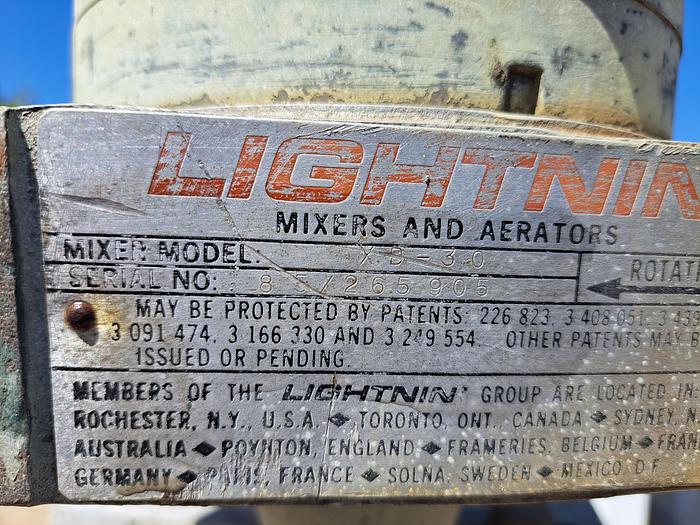 LIGHTNIN
MIXERS AND AERATORS
MIXER MODEL: XB-30
SERIAL NO: 85/265905
ROTATI
MAY BE PROTECTED BY PATENTS: 226 823, 3 408 051, 3 439
3 091 474, 3 166 330 AND 3 249 554. OTHER PATENTS MAY B
ISSUED OR PENDING.
MEMBERS OF THE LIGHTNIN' GROUP ARE LOCATED IN
ROCHESTER, N.Y., U.S.A. ◆ TORONTO, ONT., CANADA ◆ SYDNEY, N.
AUSTRALIA ◆ POYNTON, ENGLAND ◆ FRAMERIES, BELGIUM ◆ FRAN
GERMANY ◆ PARIS, FRANCE ◆ SOLNA, SWEDEN ◆ MEXICO D.F.